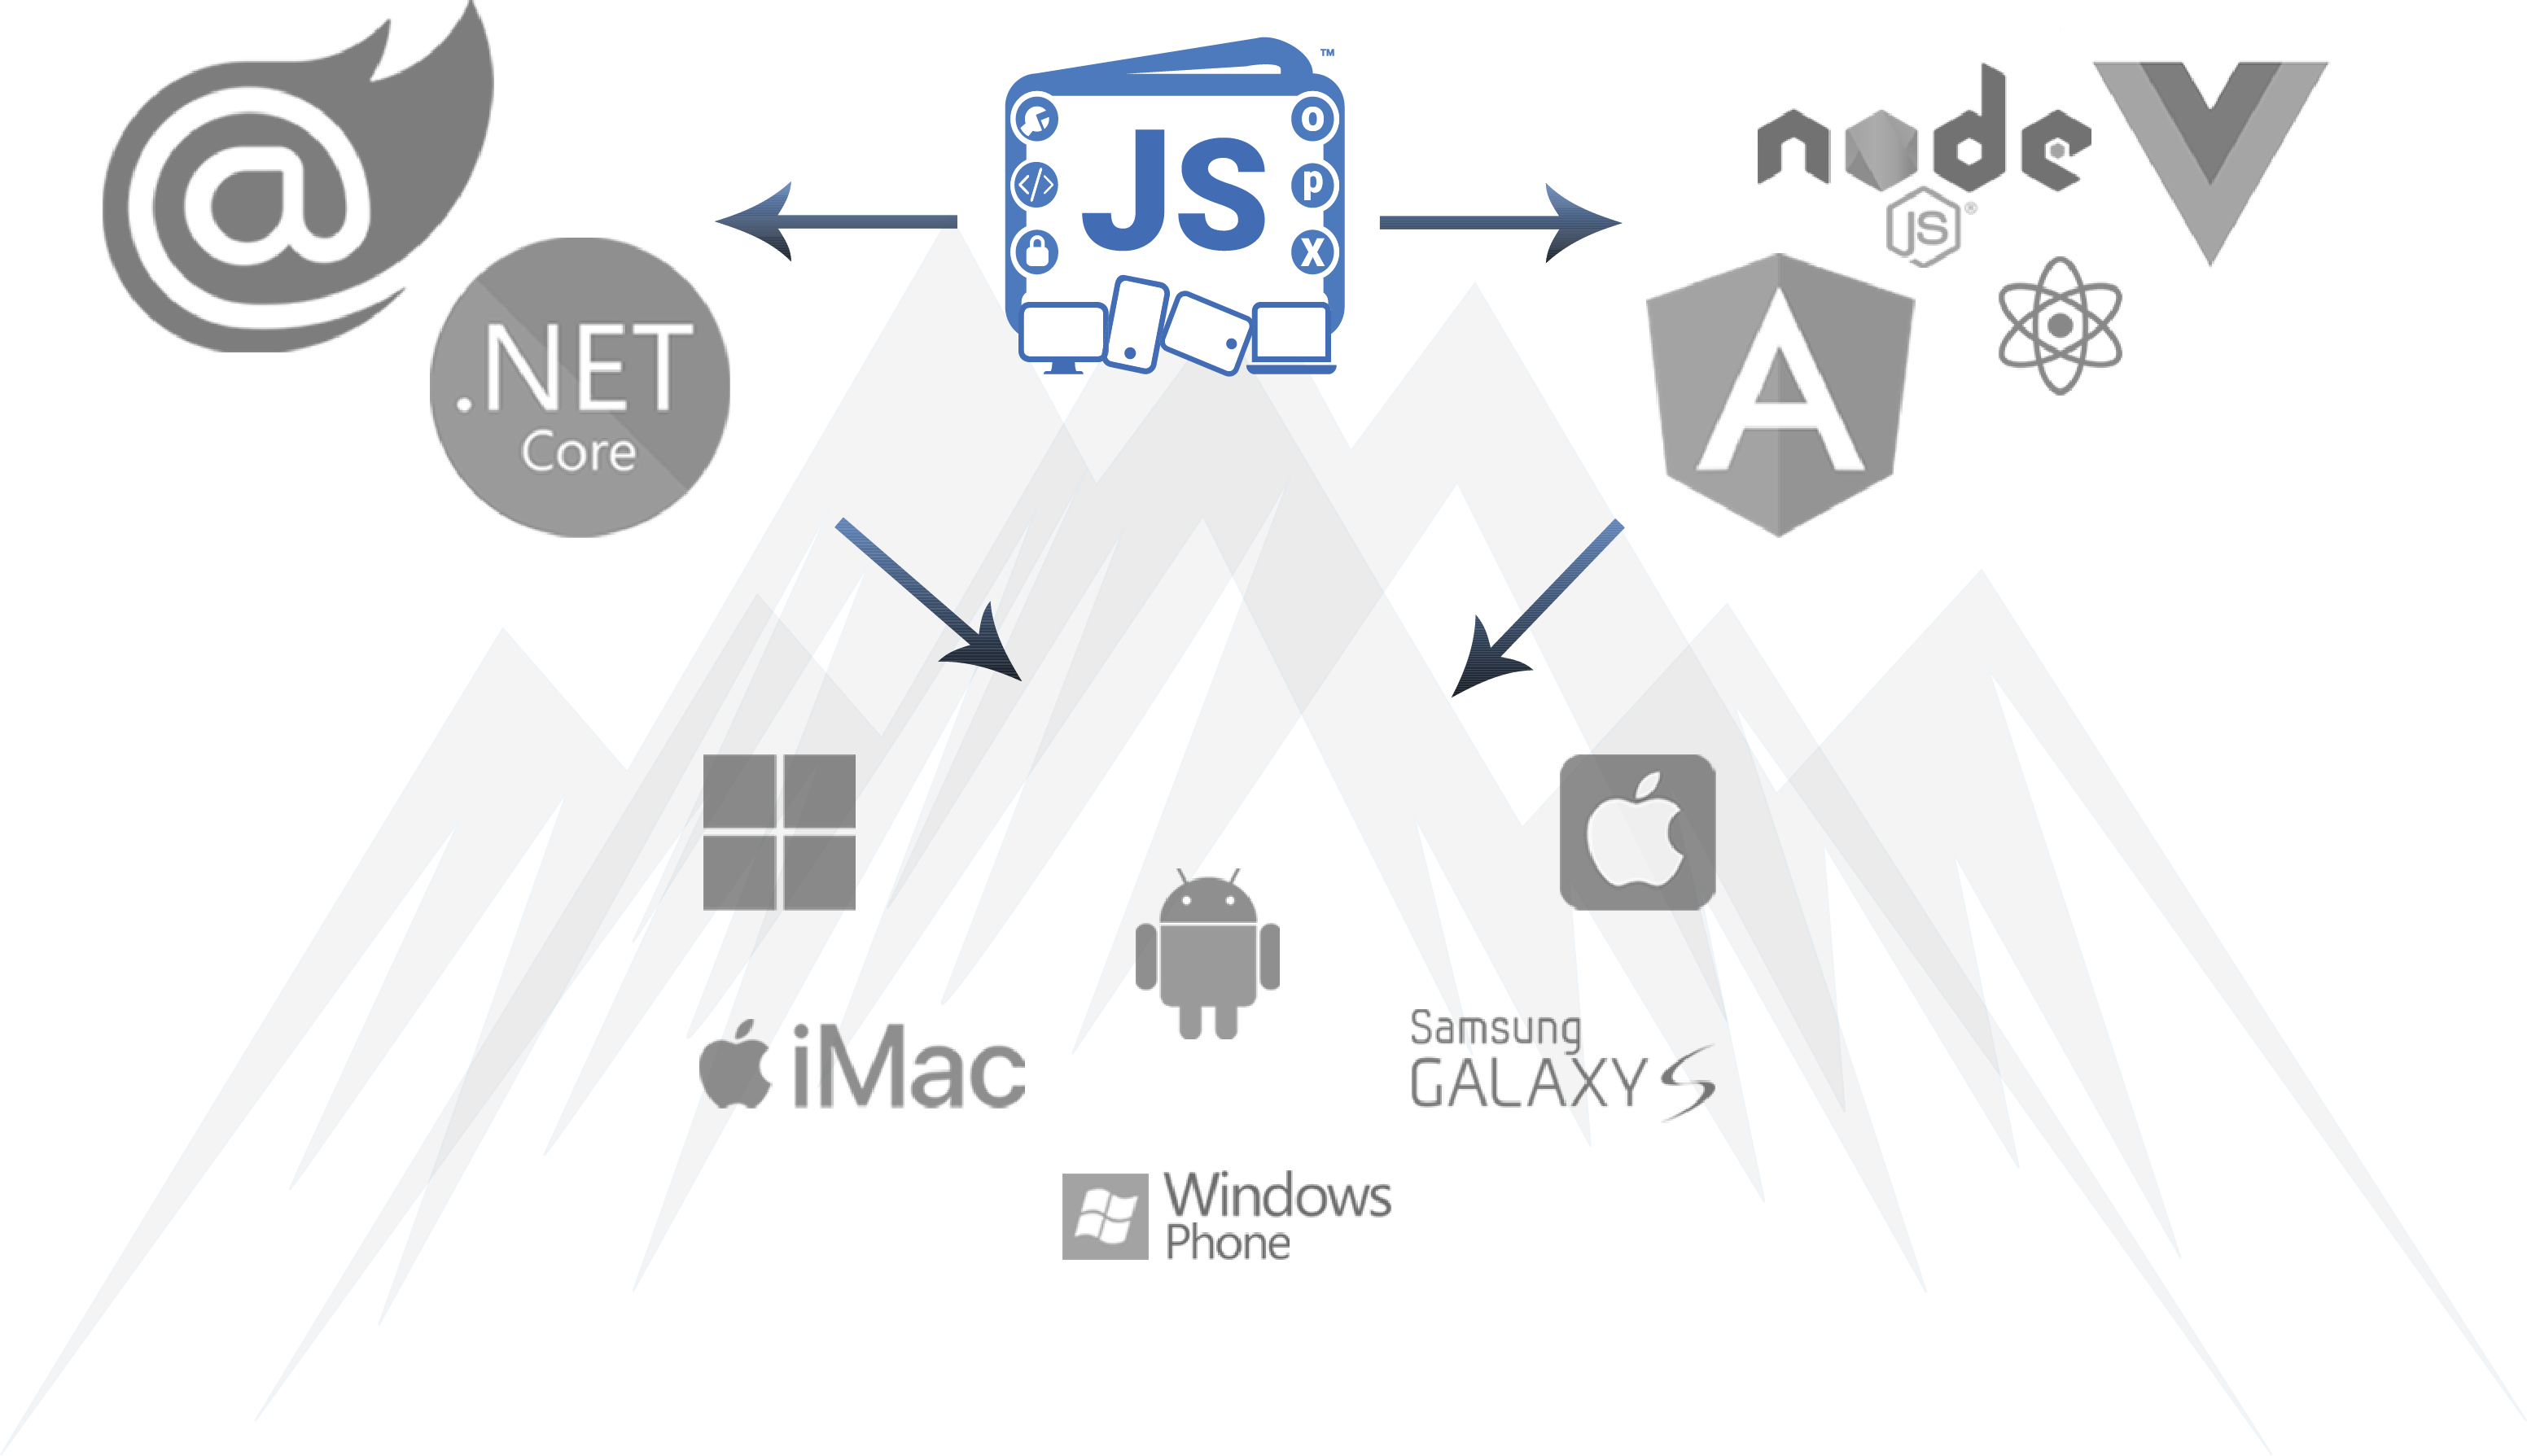 TM
JS
o
p
X
</>
@
.NET
Core
node
JS
®
A
iMac
Samsung
GALAXY S
Windows
Phone